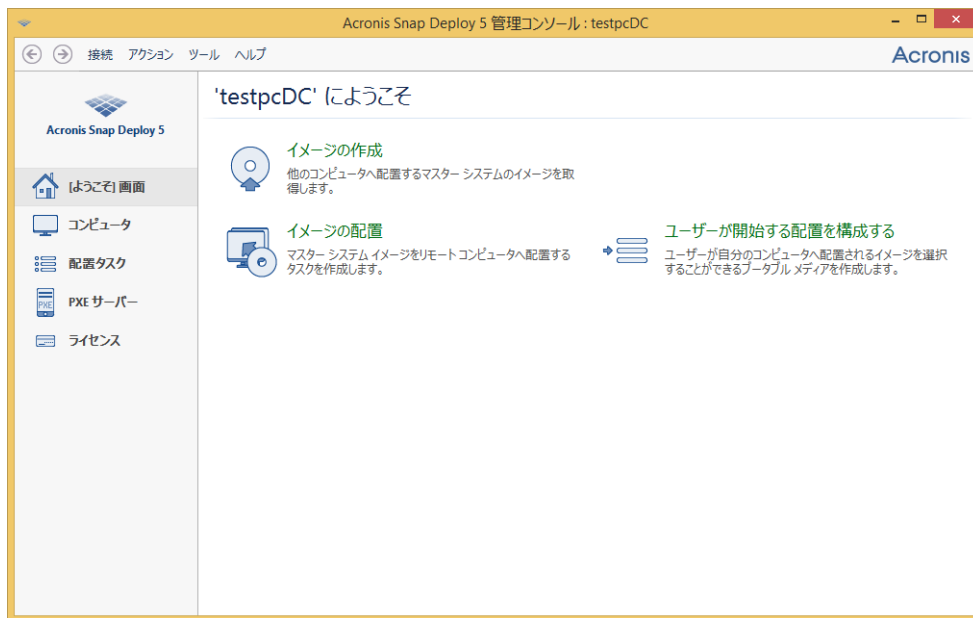 Acronis Snap Deploy 5 管理コンソール : testpcDC
接続 アクション ツール ヘルプ
Acronis
Acronis Snap Deploy 5
[ようこそ] 画面
コンピュータ
配置タスク
PXE
PXE サーバー
ライセンス
'testpcDC' にようこそ
イメージの作成
他のコンピュータへ配置するマスター システムのイメージを取
得します。
イメージの配置
マスター システム イメージをリモート コンピュータへ配置する
タスクを作成します。
ユーザーが開始する配置を構成する
ユーザーが自分のコンピュータへ配置されるイメージを選択
することができるブータブル メディアを作成します。